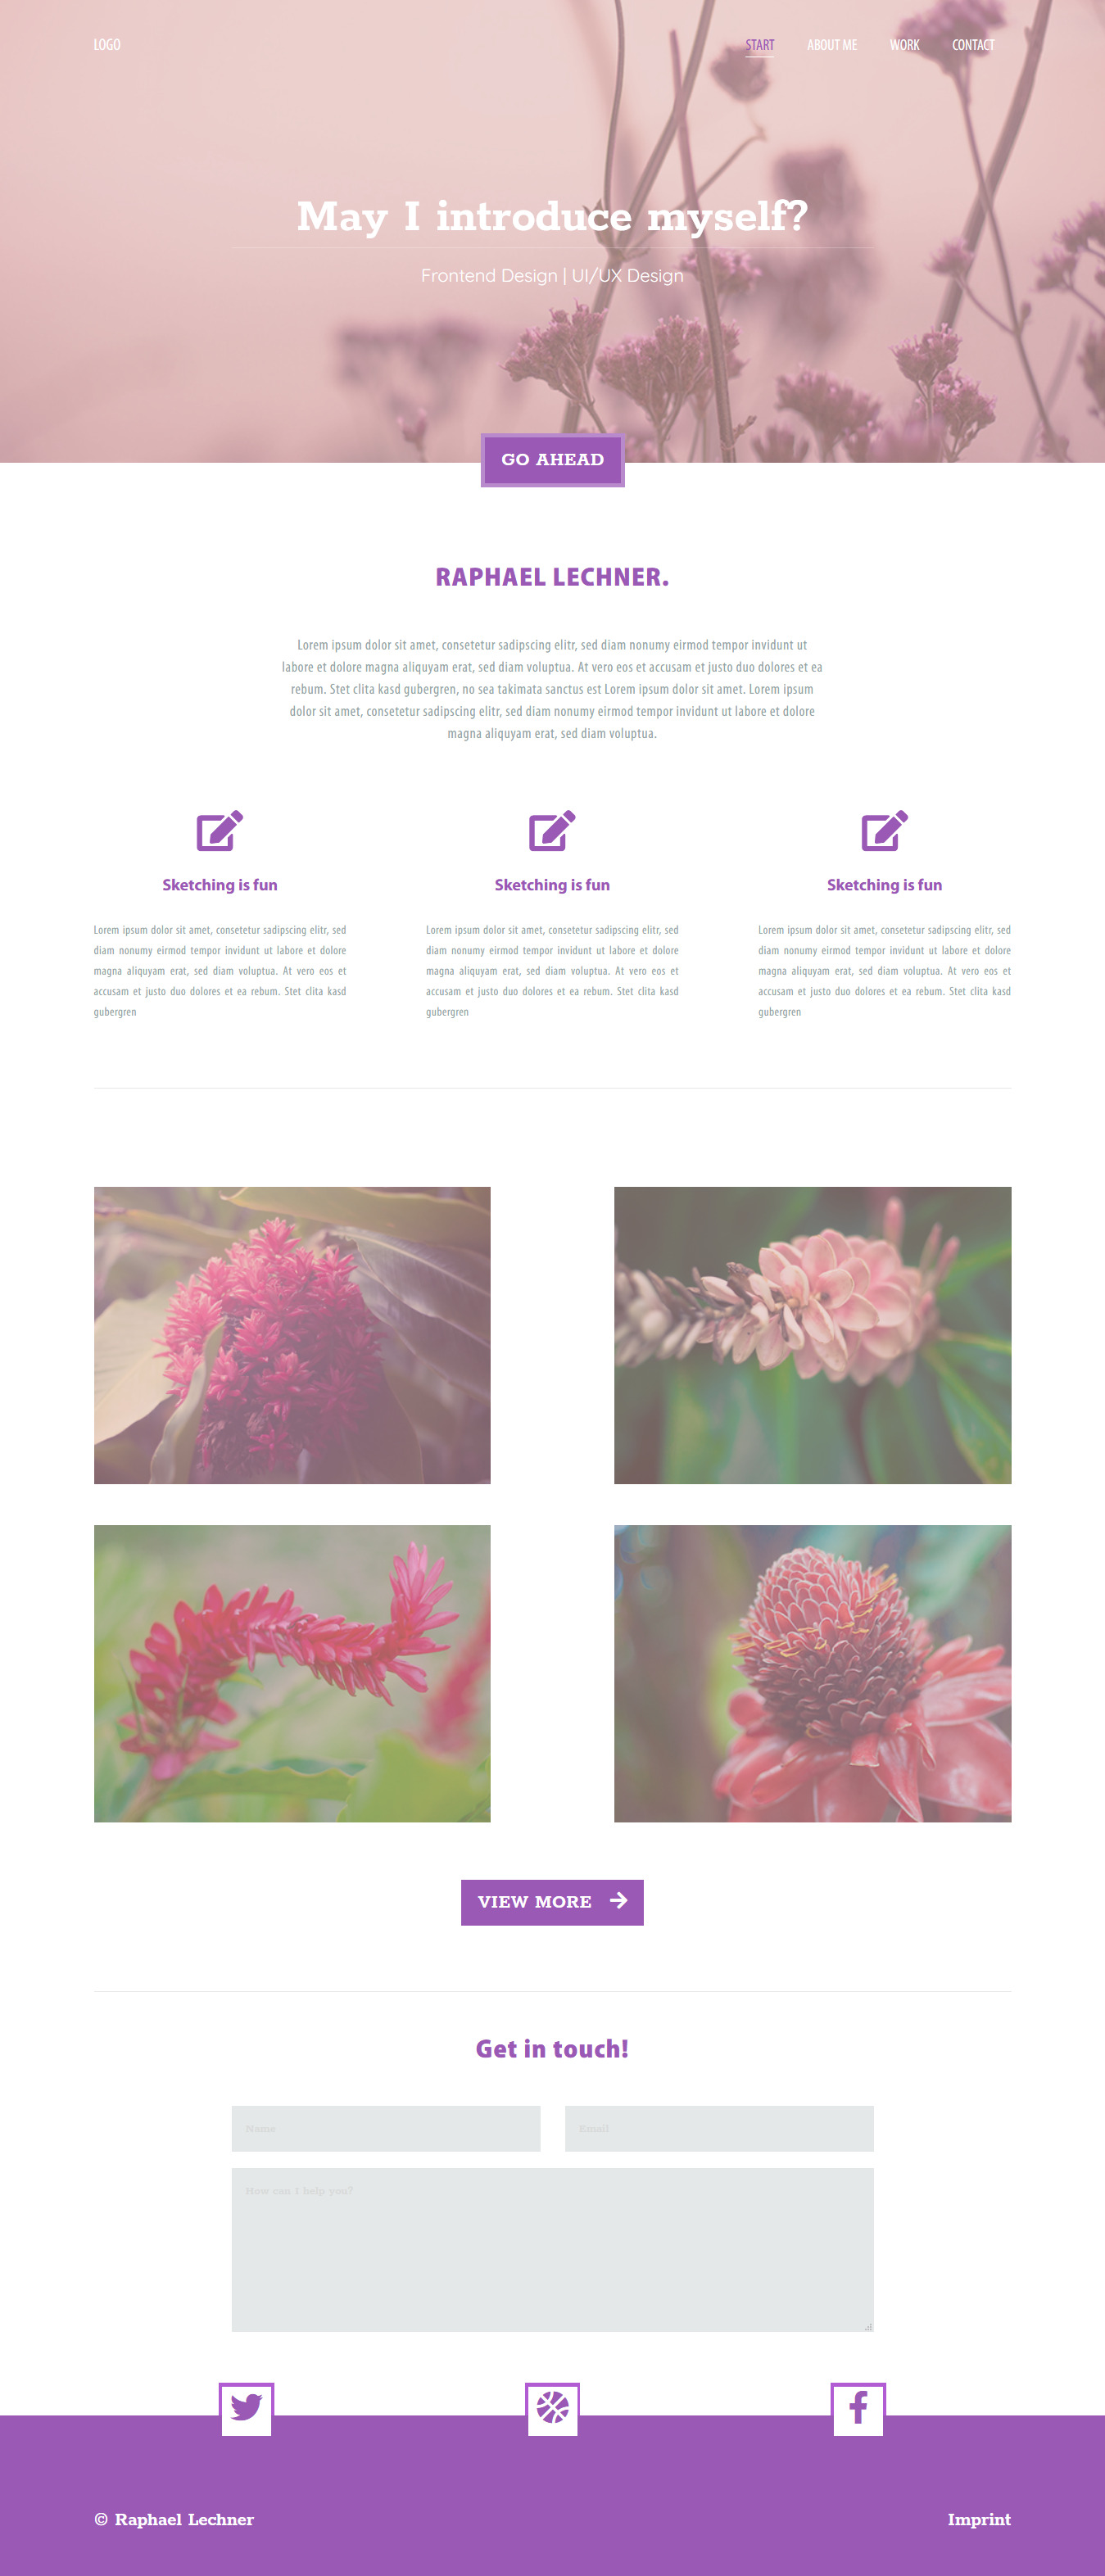 LOGO
START ABOUT ME WORK CONTACT
May I introduce myself?
Frontend Design | UI/UX Design
GO AHEAD
RAPHAEL LECHNER.
Lorem ipsum dolor sit amet, consetetur sadipscing elitr, sed diam nonumy eirmod tempor invidunt ut
labore et dolore magna aliquyam erat, sed diam voluptua. At vero eos et accusam et justo duo dolores et ea
rebum. Stet clita kasd gubergren, no sea takimata sanctus est Lorem ipsum dolor sit amet. Lorem ipsum
dolor sit amet, consetetur sadipscing elitr, sed diam nonumy eirmod tempor invidunt ut labore et dolore
magna aliquyam erat, sed diam voluptua.
Sketching is fun
Lorem ipsum dolor sit amet, consetetur sadipscing elitr, sed
diam nonumy eirmod tempor invidunt ut labore et dolore
magna aliquyam erat, sed diam voluptua. At vero eos et
accusam et justo duo dolores et ea rebum. Stet clita kasd
gubergren
Sketching is fun
Lorem ipsum dolor sit amet, consetetur sadipscing elitr, sed
diam nonumy eirmod tempor invidunt ut labore et dolore
magna aliquyam erat, sed diam voluptua. At vero eos et
accusam et justo duo dolores et ea rebum. Stet clita kasd
gubergren
Sketching is fun
Lorem ipsum dolor sit amet, consetetur sadipscing elitr, sed
diam nonumy eirmod tempor invidunt ut labore et dolore
magna aliquyam erat, sed diam voluptua. At vero eos et
accusam et justo duo dolores et ea rebum. Stet clita kasd
gubergren
VIEW MORE
Get in touch!
Name
Email
How can I help you?
© Raphael Lechner
Imprint